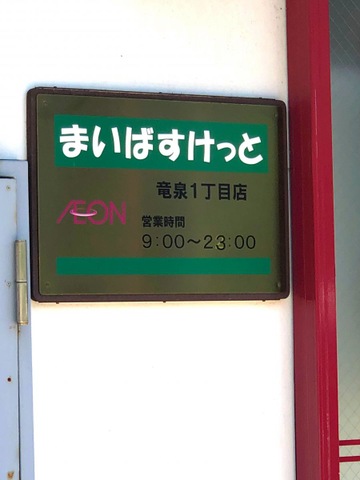 まいばすけっと
竜泉1丁目店
AEON
営業時間
9:00〜23:00